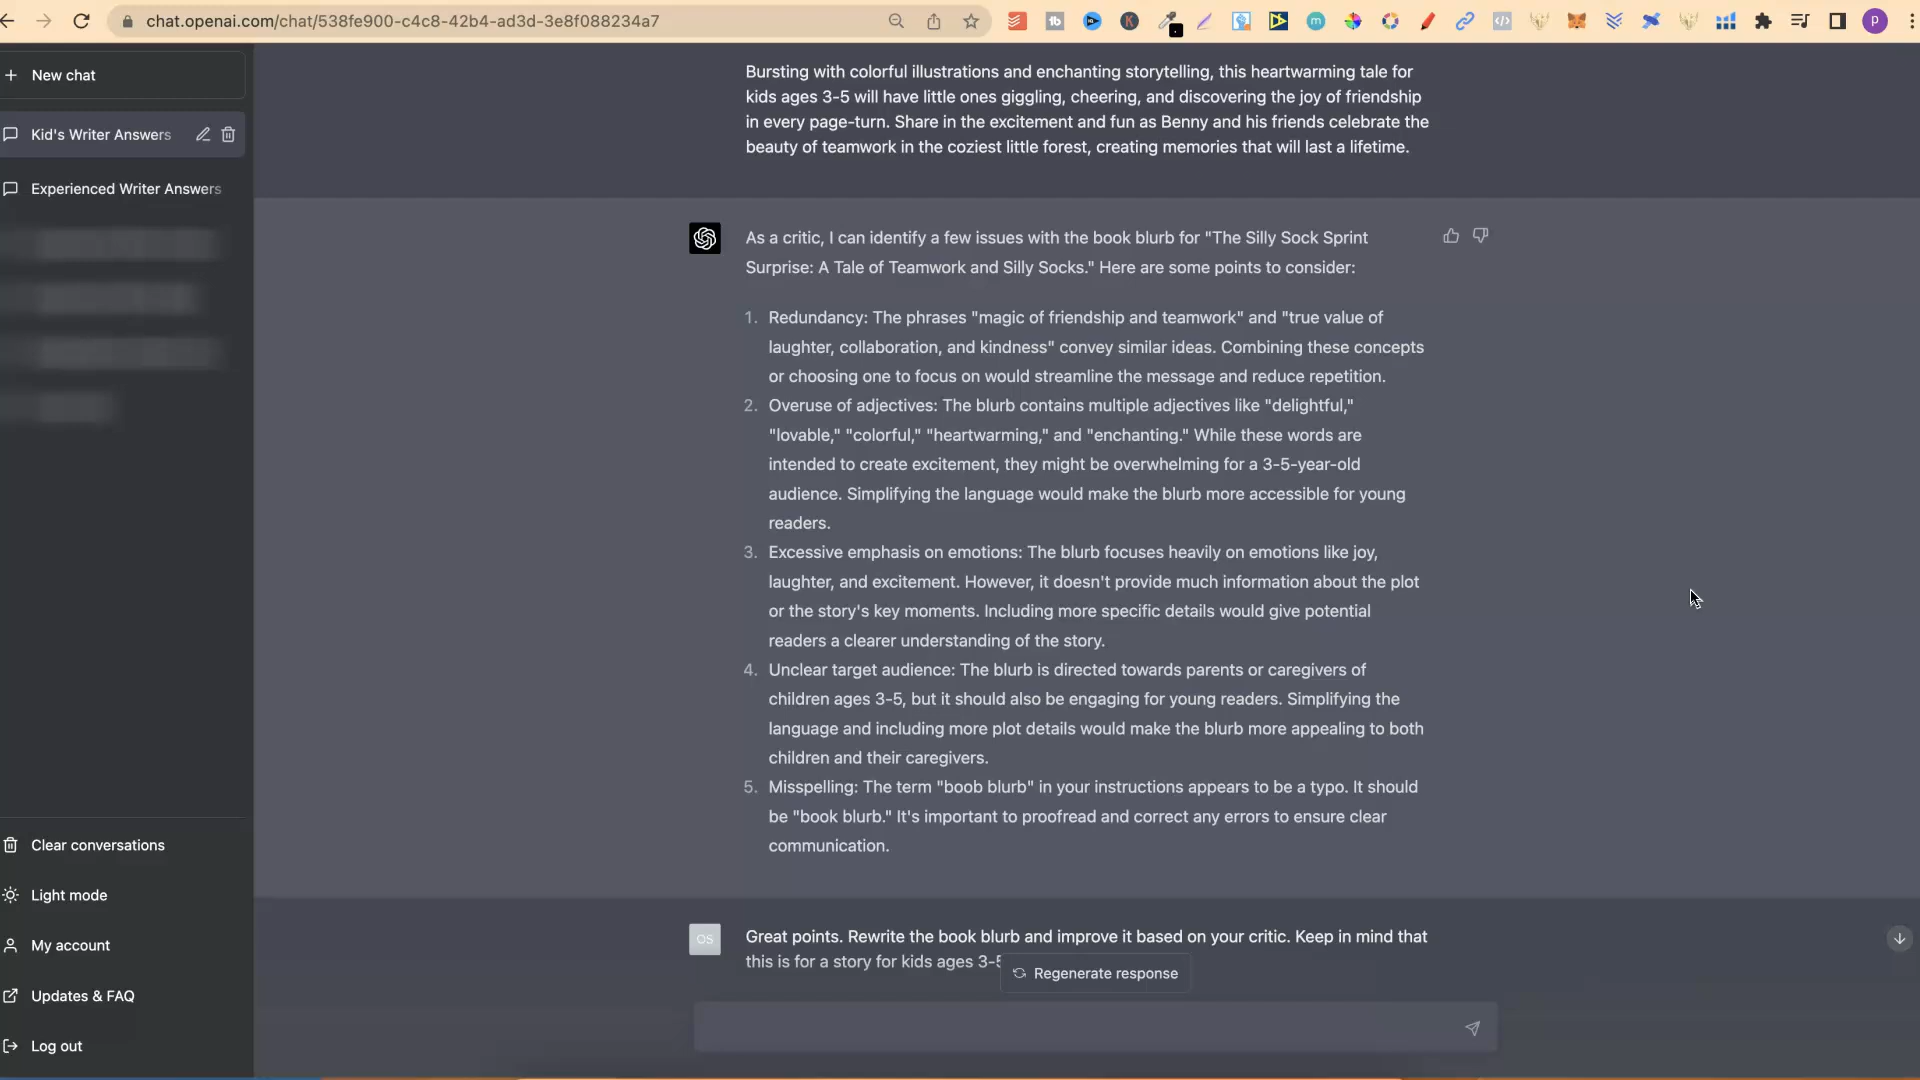 chat.openai.com/chat/538fe900-c4c8-42b4-ad3d-3e8f088234a7
New chat
Kid's Writer Answers
Experienced Writer Answers
Bursting with colorful illustrations and enchanting storytelling, this heartwarming tale for
kids ages 3-5 will have little ones giggling, cheering, and discovering the joy of friendship
in every page-turn. Share in the excitement and fun as Benny and his friends celebrate the
beauty of teamwork in the coziest little forest, creating memories that will last a lifetime.
As a critic, I can identify a few issues with the book blurb for "The Silly Sock Sprint
Surprise: A Tale of Teamwork and Silly Socks." Here are some points to consider:
1. Redundancy: The phrases "magic of friendship and teamwork" and "true value of
laughter, collaboration, and kindness" convey similar ideas. Combining these concepts
or choosing one to focus on would streamline the message and reduce repetition.
2. Overuse of adjectives: The blurb contains multiple adjectives like "delightful,"
"lovable," "colorful," "heartwarming," and "enchanting." While these words are
intended to create excitement, they might be overwhelming for a 3-5-year-old
audience. Simplifying the language would make the blurb more accessible for young
readers.
3. Excessive emphasis on emotions: The blurb focuses heavily on emotions like joy,
laughter, and excitement. However, it doesn't provide much information about the plot
or the story's key moments. Including more specific details would give potential
readers a clearer understanding of the story.
4. Unclear target audience: The blurb is directed towards parents or caregivers of
children ages 3-5, but it should also be engaging for young readers. Simplifying the
language and including more plot details would make the blurb more appealing to both
children and their caregivers.
5. Misspelling: The term "boob blurb" in your instructions appears to be a typo. It should
be "book blurb." It's important to proofread and correct any errors to ensure clear
communication.
OS
Great points. Rewrite the book blurb and improve it based on your critic. Keep in mind that
this is for a story for kids ages 3-5
Regenerate response
Clear conversations
Light mode
My account
Updates & FAQ
Log out